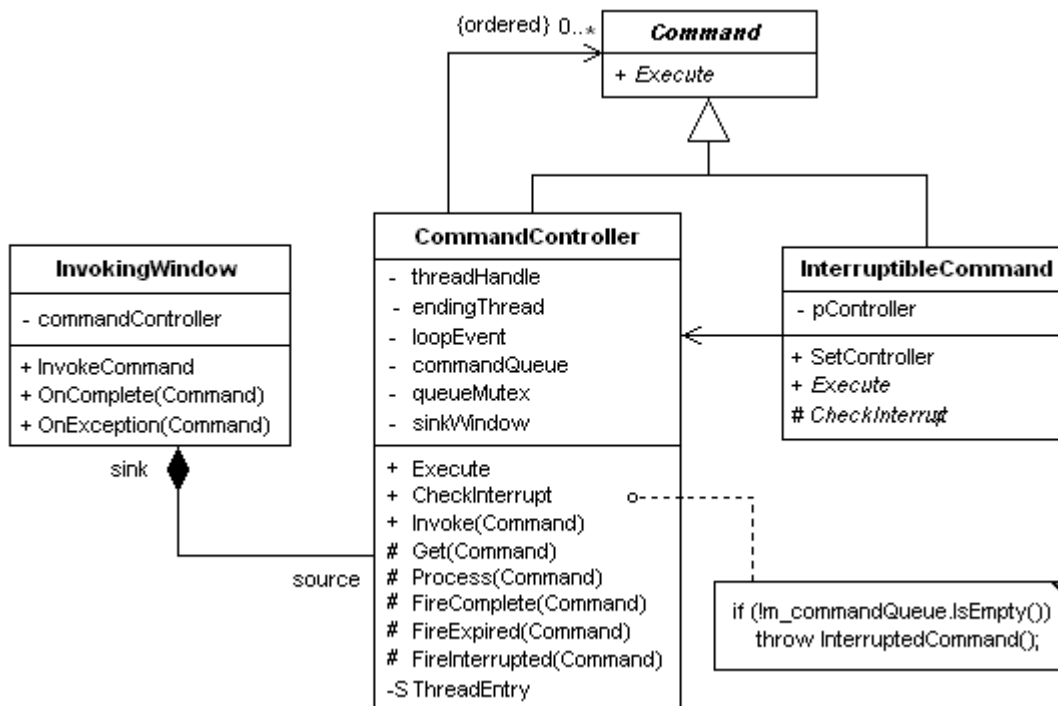 {ordered} 0..*
Command
+ Execute
InvokingWindow
- commandController
+ InvokeCommand
+ OnComplete(Command)
+ OnException(Command)
sink
source
CommandController
- threadHandle
- endingThread
- loopEvent
- commandQueue
- queueMutex
- sinkWindow
+ Execute
+ CheckInterrupt
+ Invoke(Command)
# Get(Command)
# Process(Command)
# FireComplete(Command)
# FireExpired(Command)
# FireInterrupted(Command)
-S ThreadEntry
InterruptibleCommand
- pController
+ SetController
+ Execute
# CheckInterrupt
if (!m_commandQueue.IsEmpty())
throw InterruptedCommand();